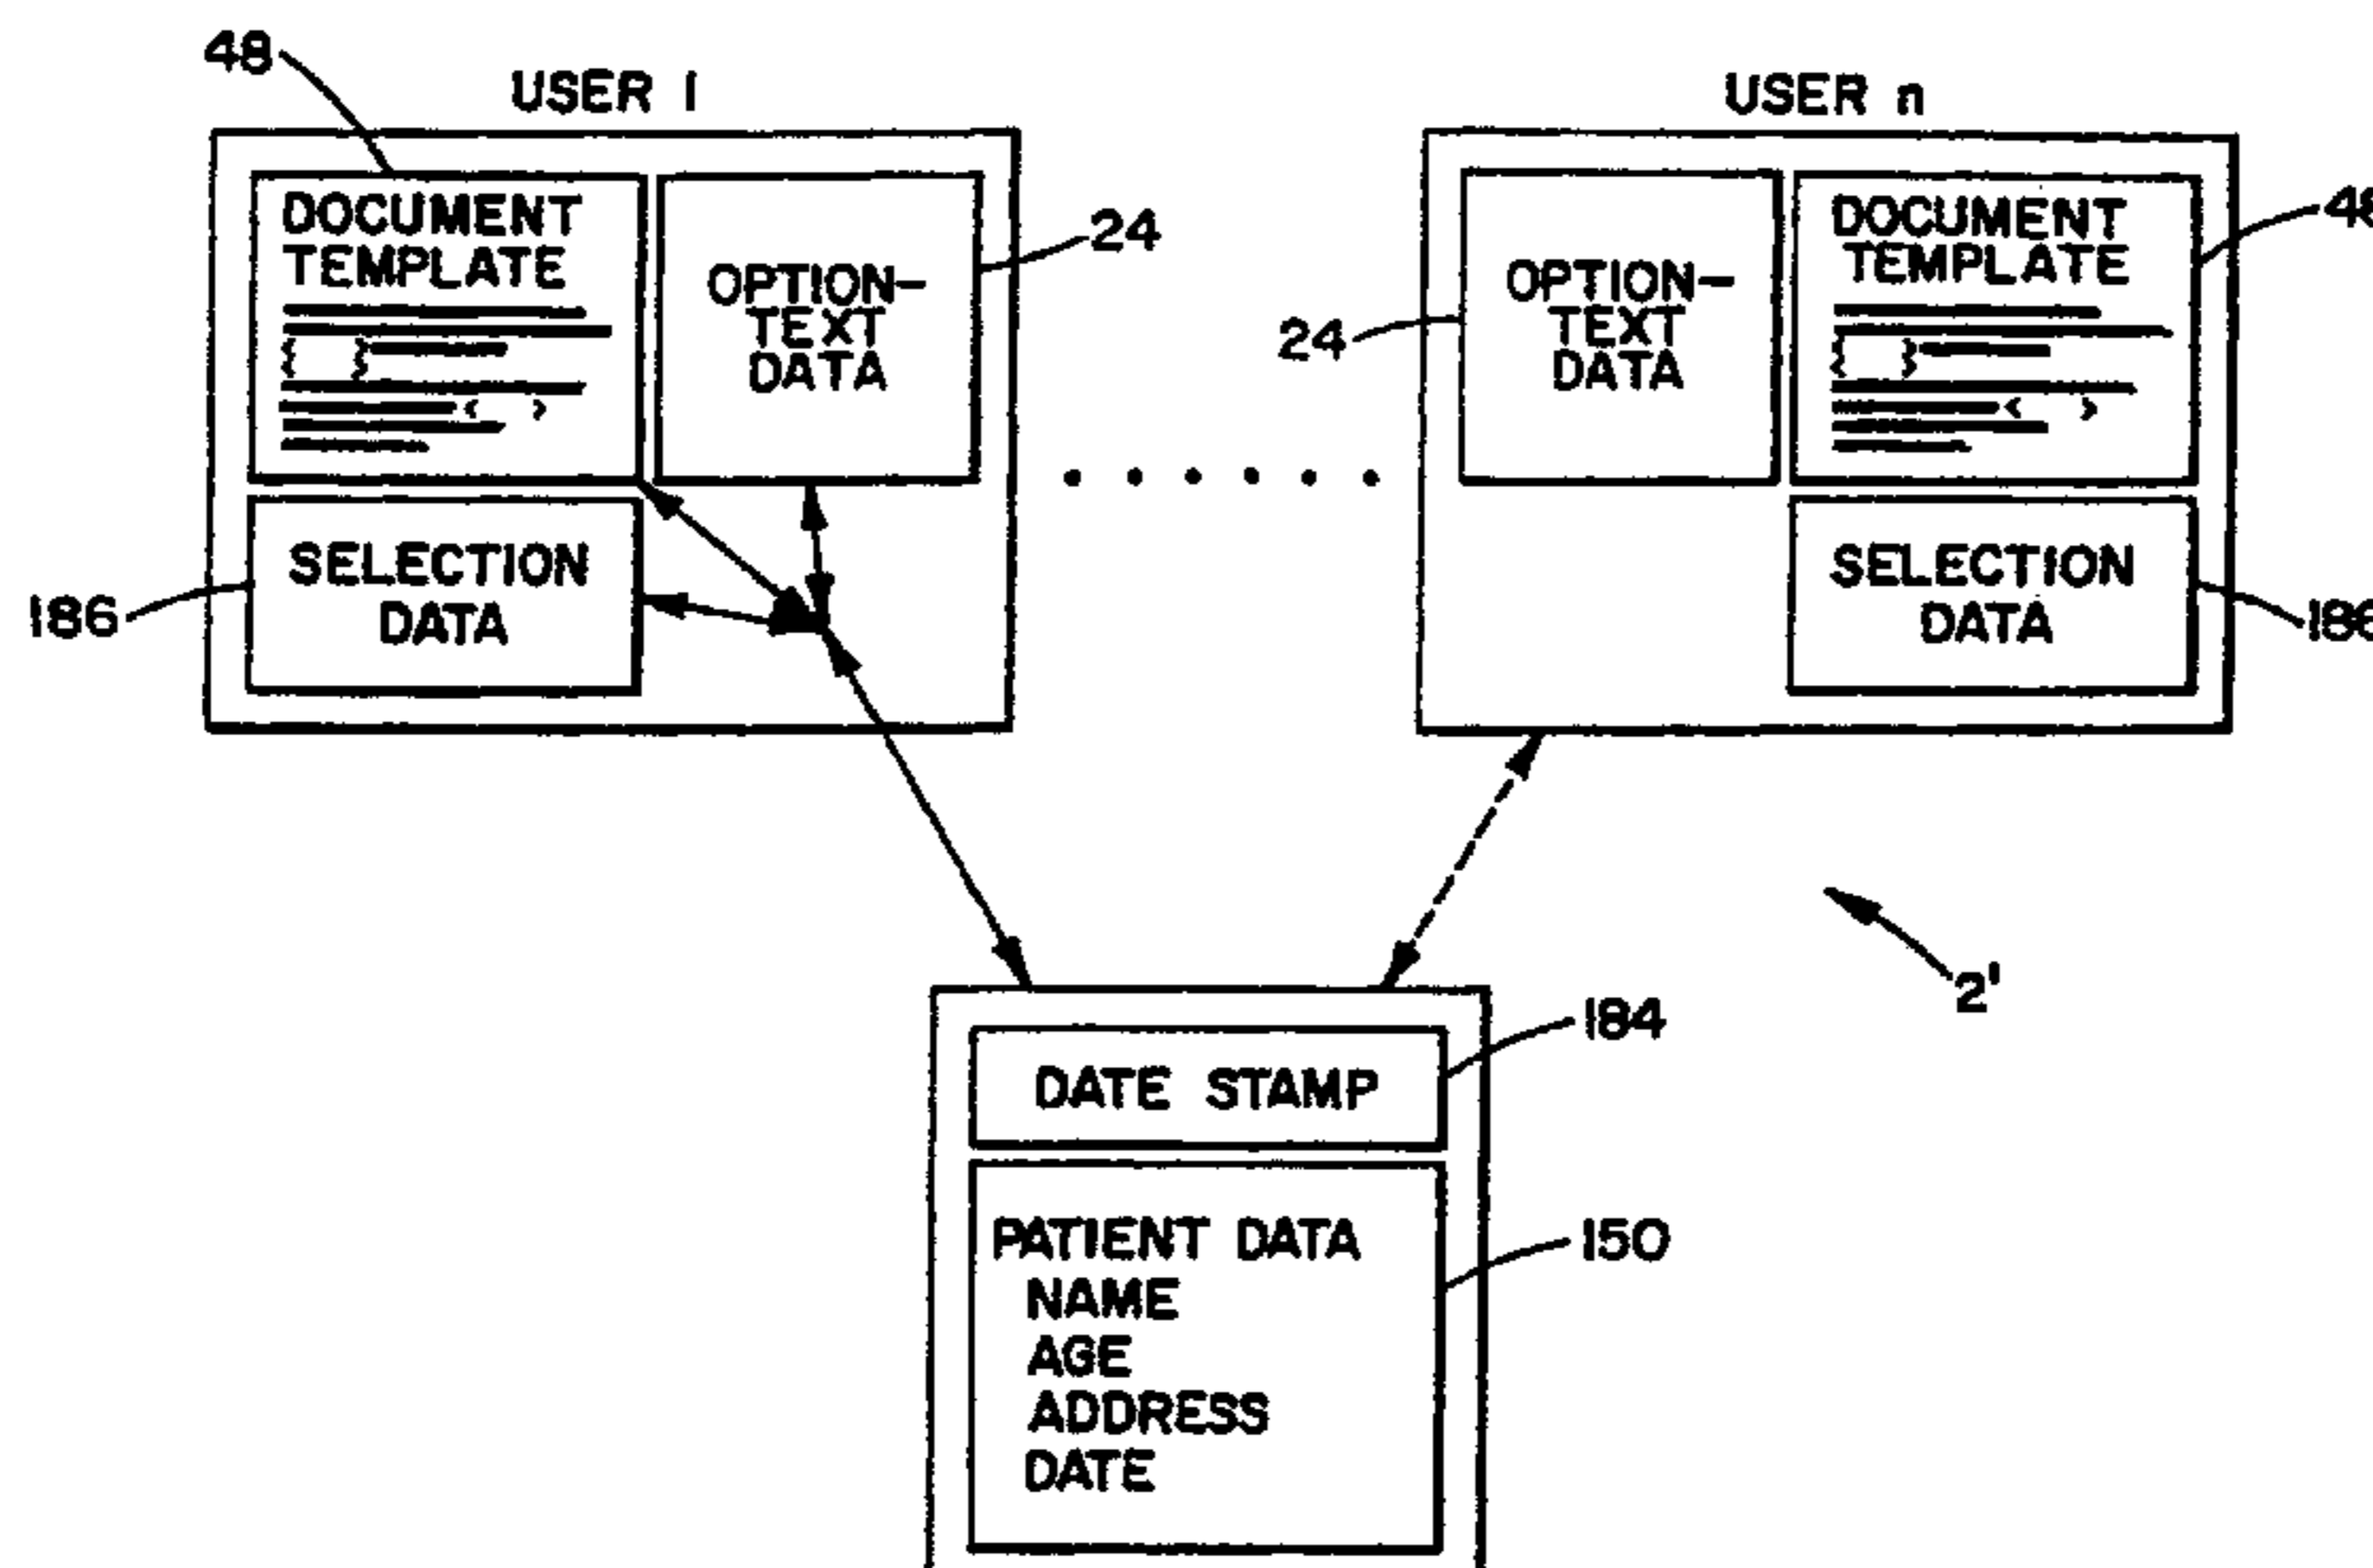 48
USER 1
USER n
DOCUMENT
TEMPLATE
OPTION-
TEXT
DATA
24
24
OPTION-
TEXT
DATA
DOCUMENT
TEMPLATE
{ }
< >
{ }
< >
SELECTION
DATA
186
SELECTION
DATA
2'
DATE STAMP
184
PATIENT DATA
NAME
AGE
ADDRESS
DATE
150